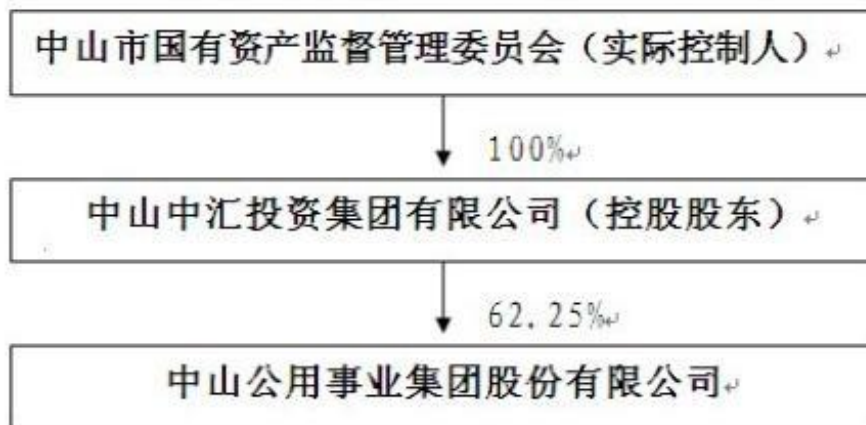 中山市国有资产监督管理委员会（实际控制人）↵
100%↵
中山中汇投资集团有限公司（控股股东）↵
62.25%↵
中山公用事业集团股份有限公司↵